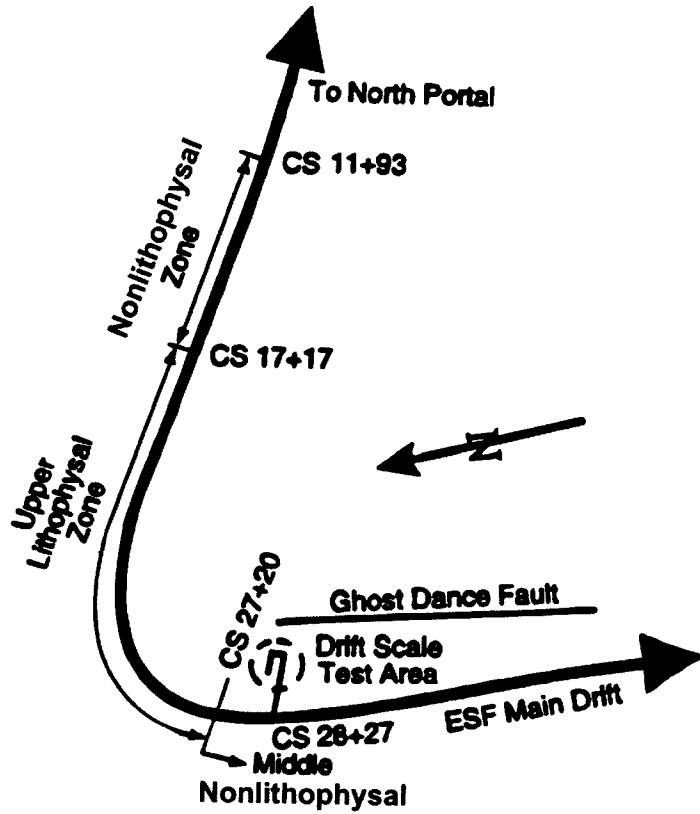 To North Portal
CS 11+93
Nonlithophysal
Zone
CS 17+17
N
Upper
Lithophysal
Zone
CS 27+20
Ghost Dance Fault
Drift Scale
Test Area
ESF Main Drift
CS 28+27
Middle
Nonlithophysal